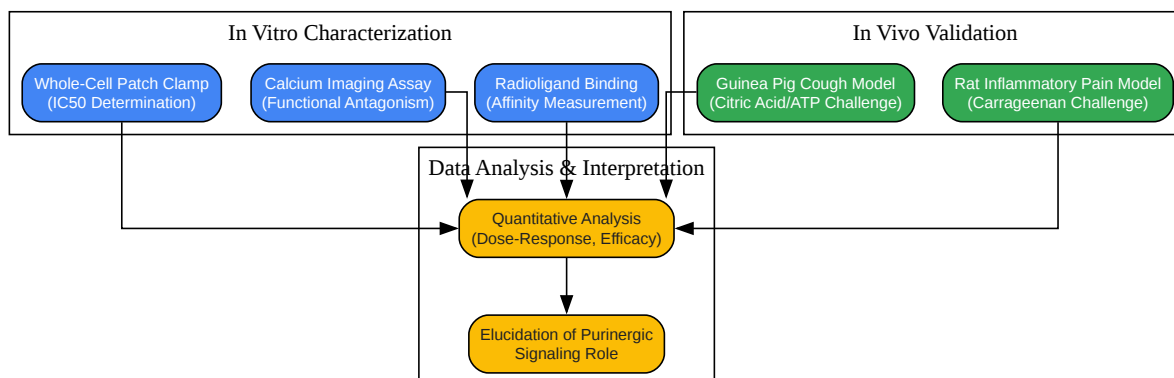 In Vitro Characterization
In Vivo Validation
Whole-Cell Patch Clamp
(IC50 Determination)
Calcium Imaging Assay
(Functional Antagonism)
Radioligand Binding
(Affinity Measurement)
Guinea Pig Cough Model
(Citric Acid/ATP Challenge)
Rat Inflammatory Pain Model
(Carrageenan Challenge)
Data Analysis & Interpretation
Quantitative Analysis
(Dose-Response, Efficacy)
Elucidation of Purinergic
Signaling Role